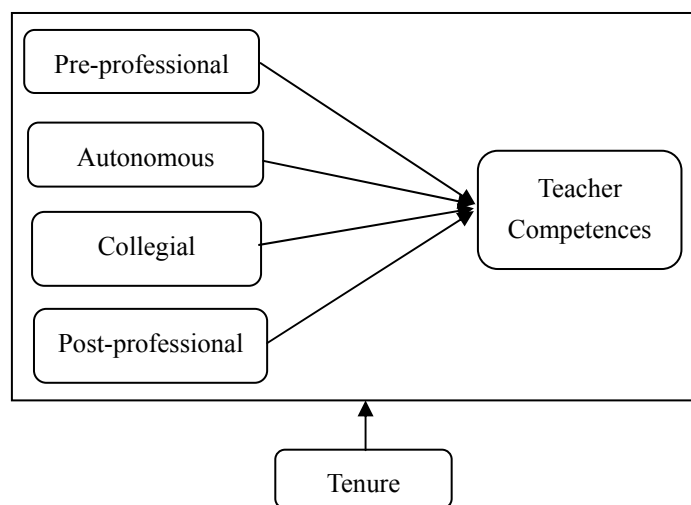 Pre-professional
Autonomous
Collegial
Post-professional
Teacher
Competences
Tenure